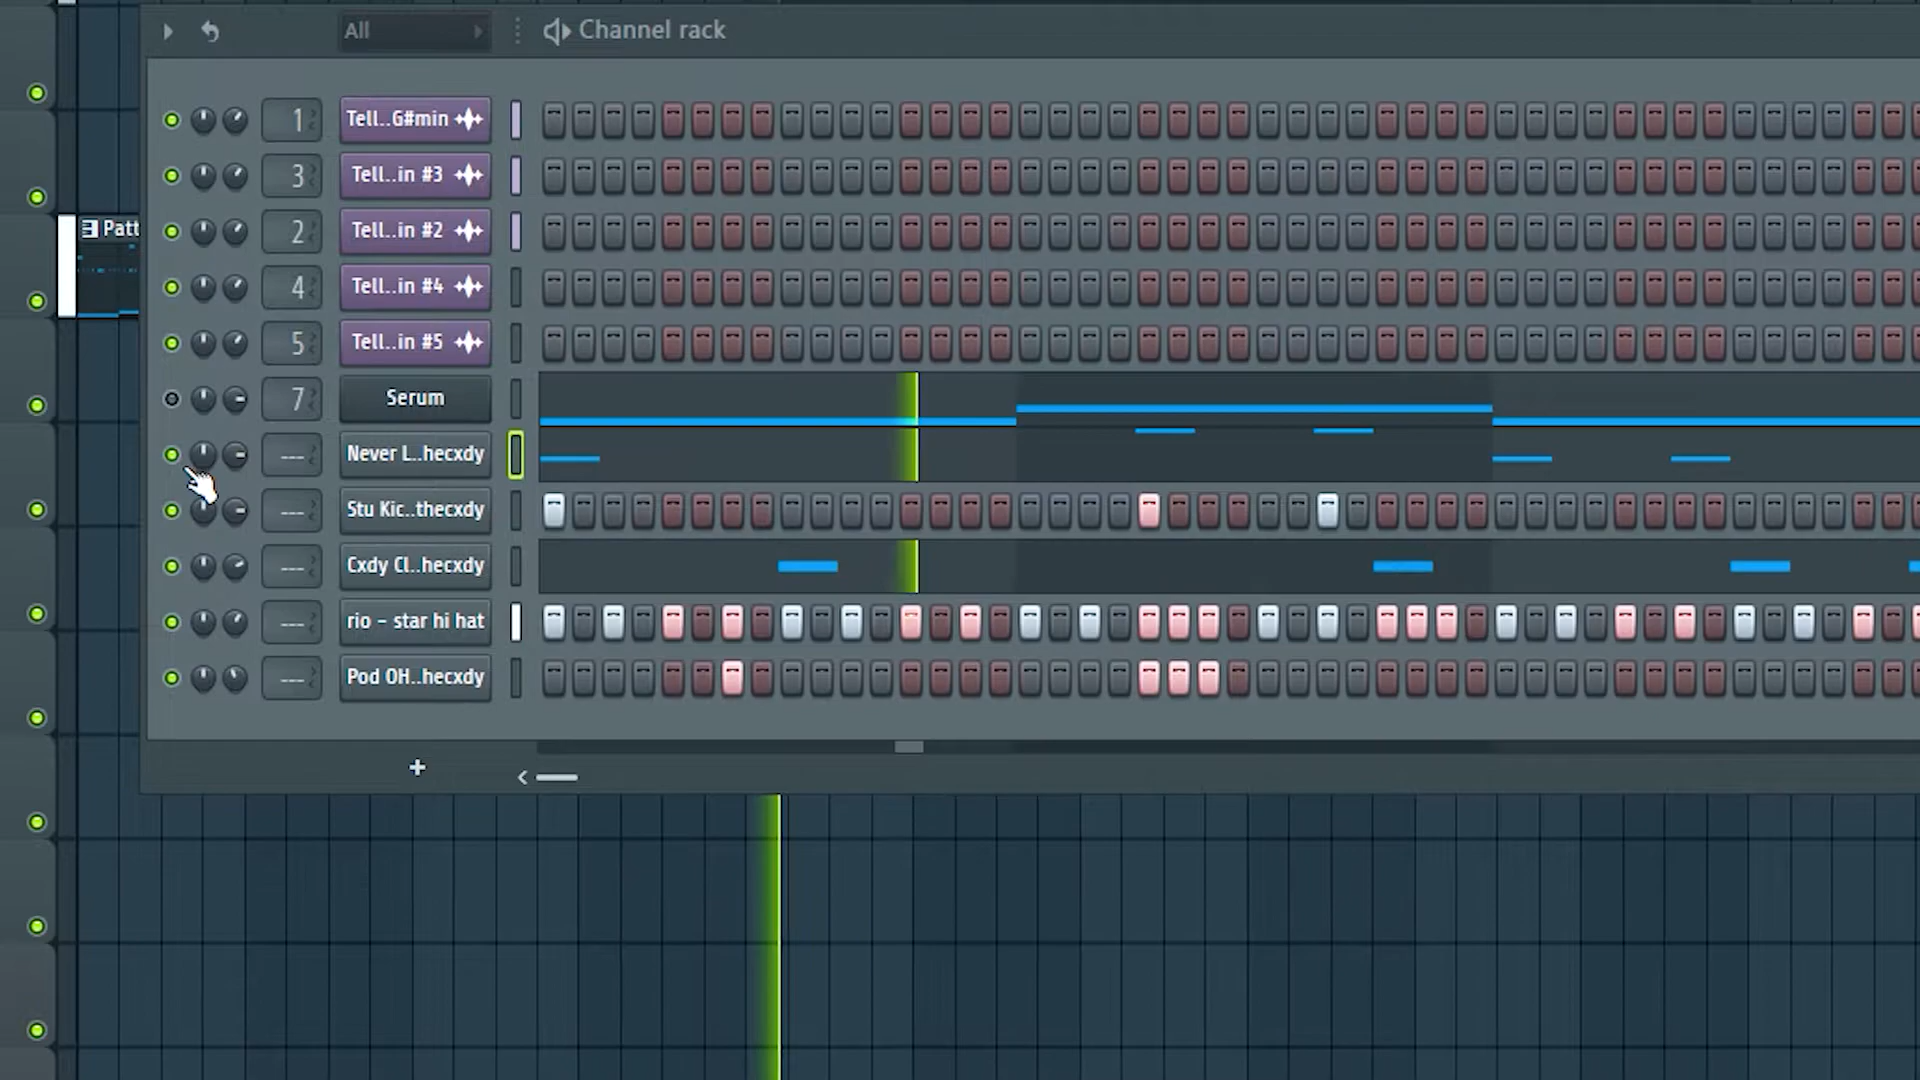 All
Channel rack
1 Tell..G#min
3 Tell..in #3
Patt
2 Tell..in #2
4 Tell..in #4
5 Tell..in #5
7 Serum
--- Never L..hecxdy
--- Stu Kic..thecxdy
--- Cxdy Cl..hecxdy
--- rio - star hi hat
--- Pod OH..hecxdy
+